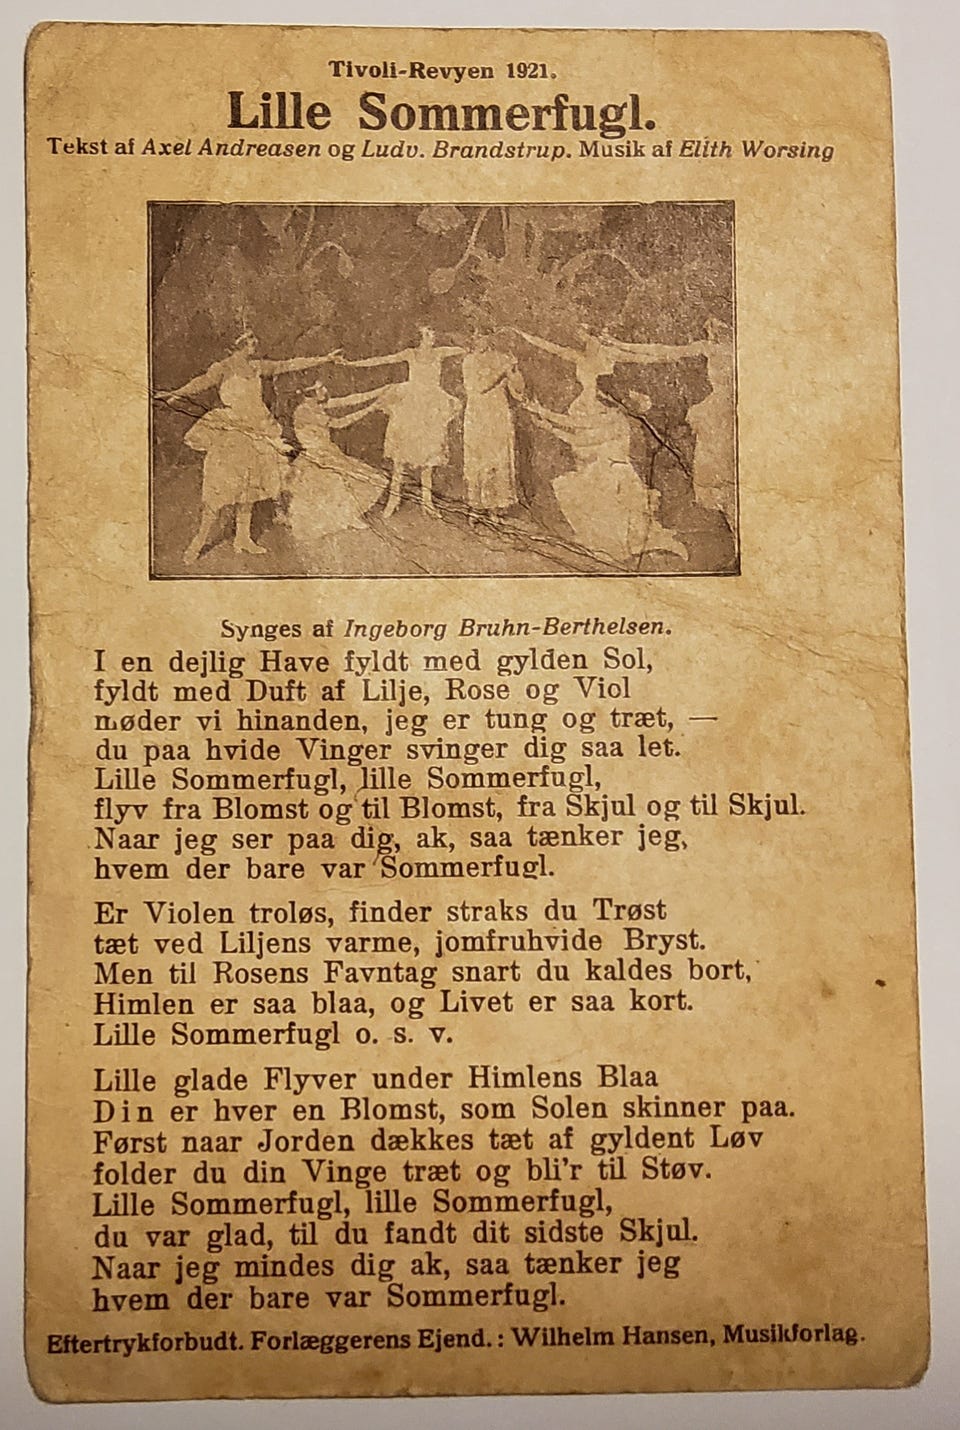 Tivoli-Revyen 1921.
Lille Sommerfugl.
Tekst af Axel Andreasen og Ludv. Brandstrup. Musik af Elith Worsing
Synges af Ingeborg Bruhn-Berthelsen.
I en dejlig Have fyldt med gylden Sol,
fyldt med Duft af Lilje, Rose og Viol
møder vi hinanden, jeg er tung og træt, —
du paa hvide Vinger svinger dig saa let.
Lille Sommerfugl, lille Sommerfugl,
flyv fra Blomst og til Blomst, fra Skjul og til Skjul.
Naar jeg ser paa dig, ak, saa tænker jeg,
hvem der bare var Sommerfugl.
Er Violen troløs, finder straks du Trøst
tæt ved Liljens varme, jomfruhvide Bryst.
Men til Rosens Favntag snart du kaldes bort,
Himlen er saa blaa, og Livet er saa kort.
Lille Sommerfugl o. s. v.
Lille glade Flyver under Himlens Blaa
Din er hver en Blomst, som Solen skinner paa.
Først naar Jorden dækkes tæt af gyldent Løv
folder du din Vinge træt og bli'r til Støv.
Lille Sommerfugl, lille Sommerfugl,
du var glad, til du fandt dit sidste Skjul.
Naar jeg mindes dig ak, saa tænker jeg
hvem der bare var Sommerfugl.
Eftertrykforbudt. Forlæggerens Ejend.: Wilhelm Hansen, Musikforlag.